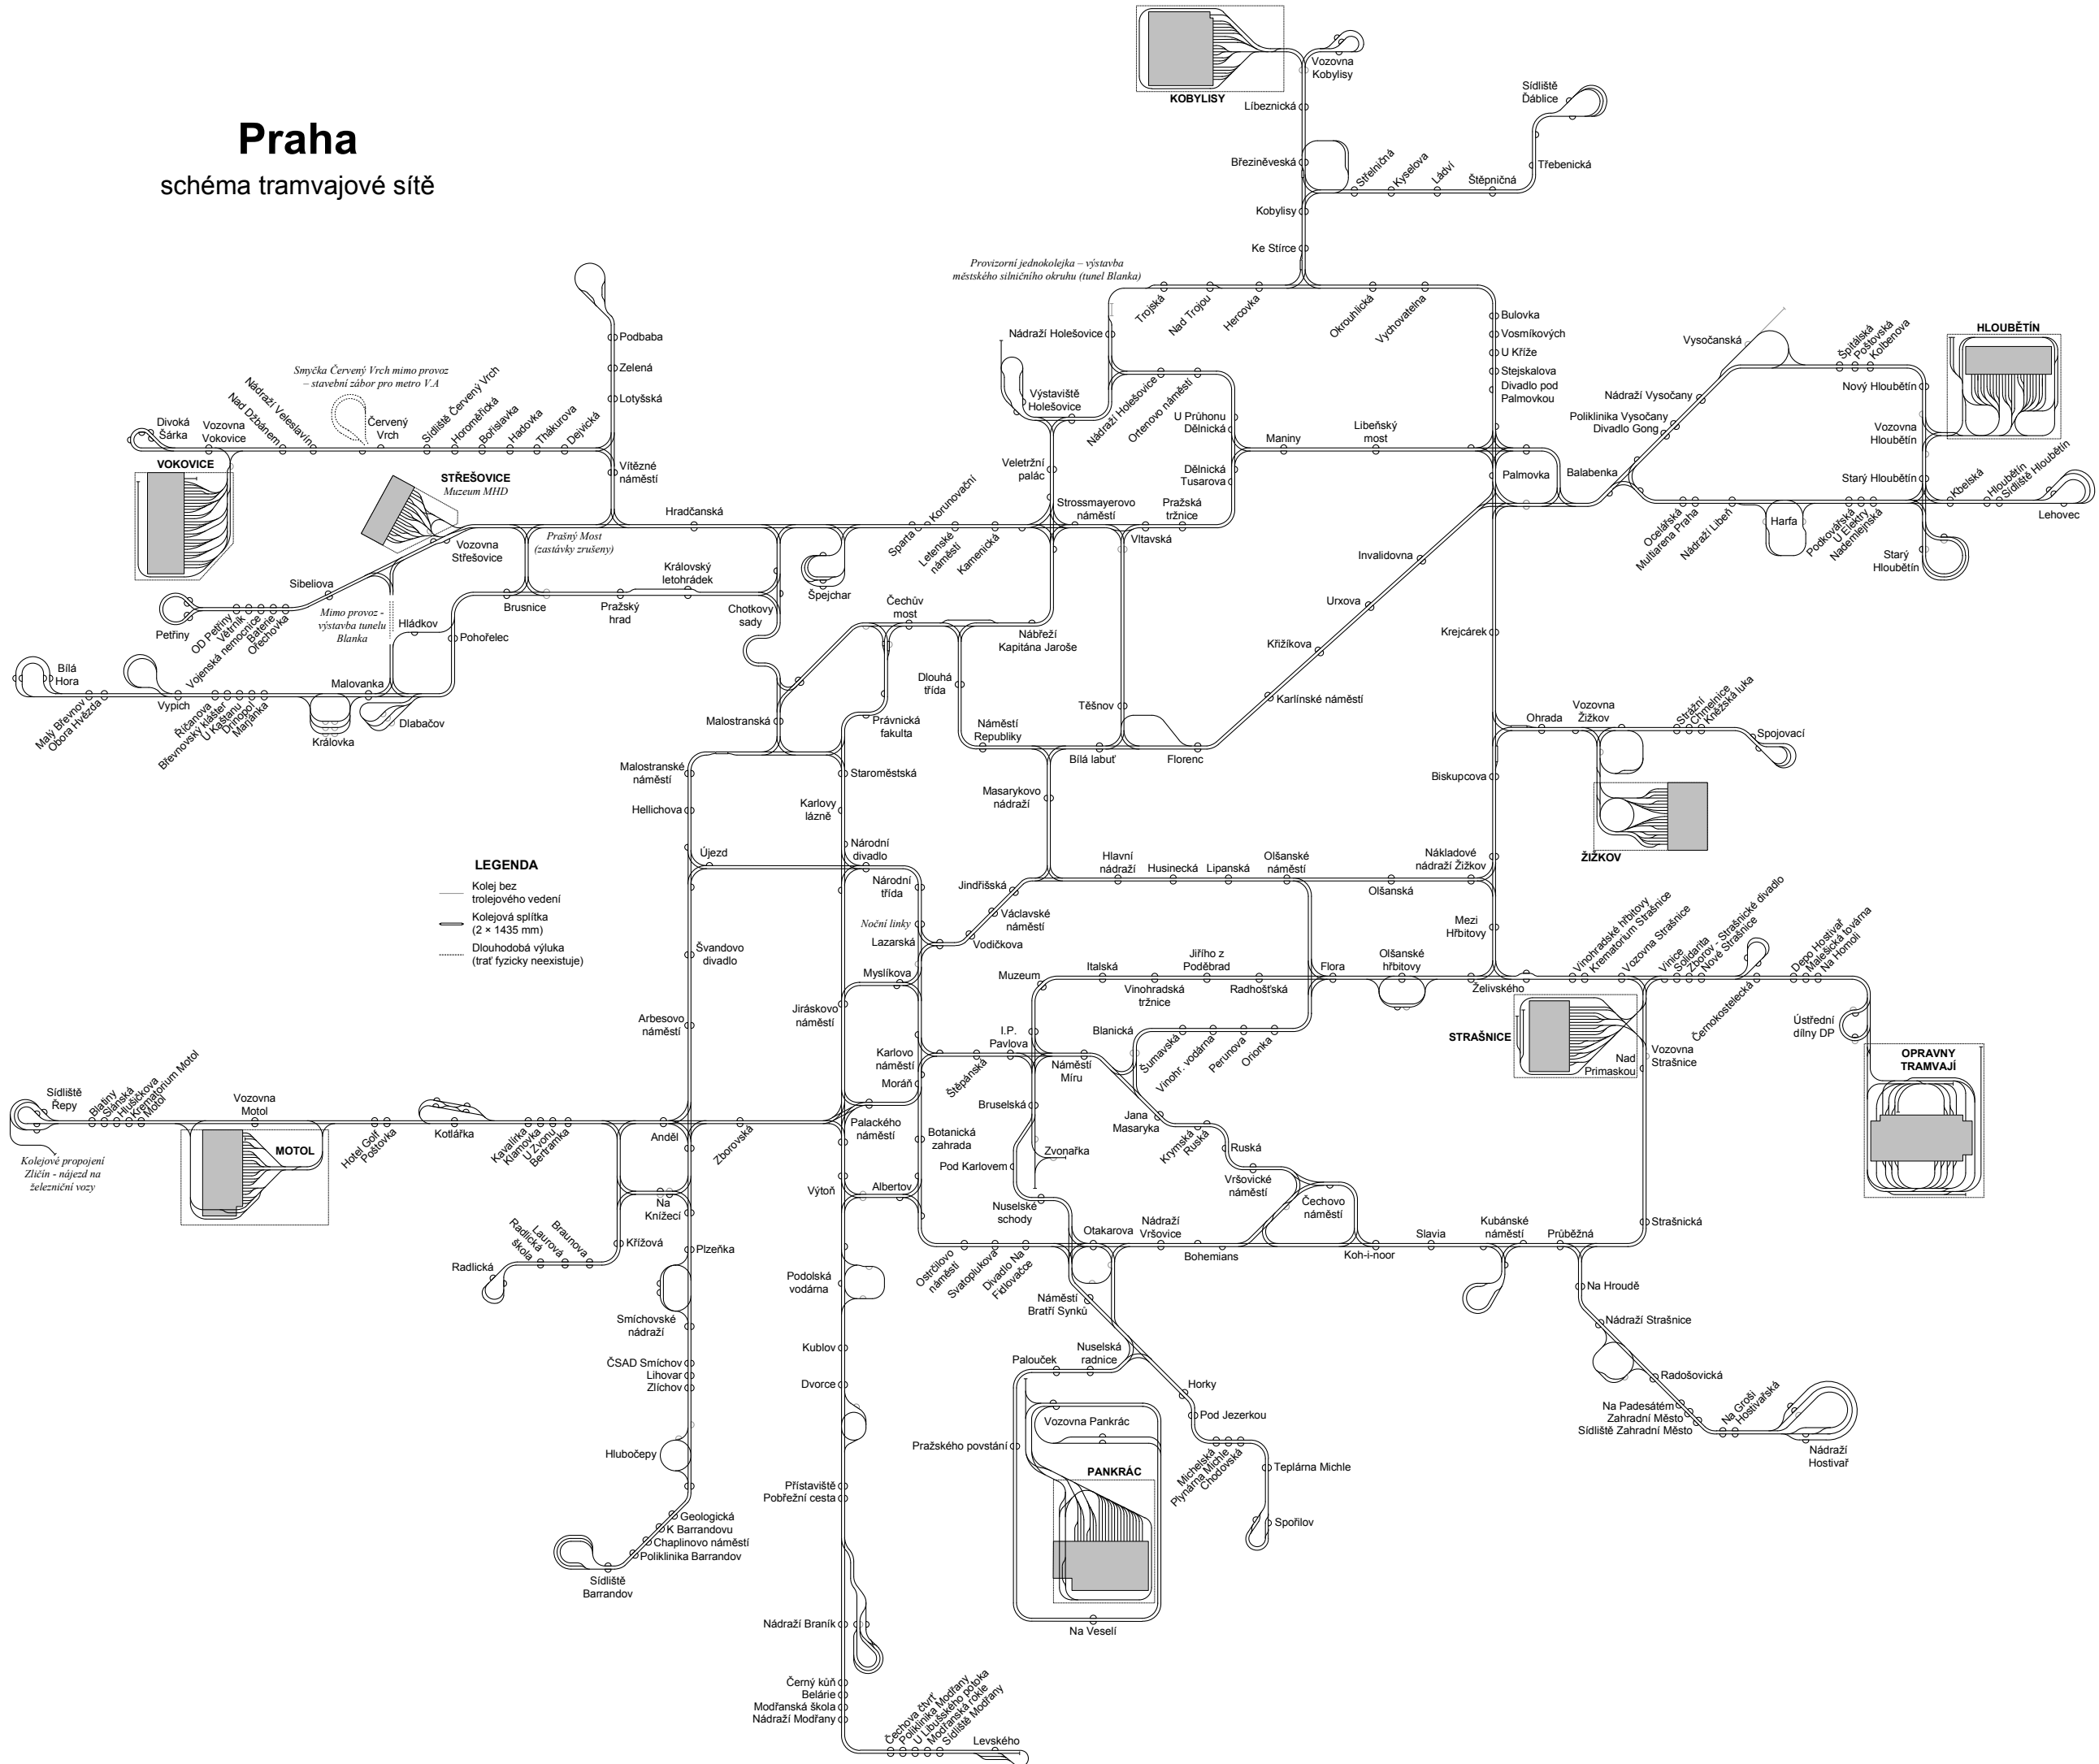 Praha
schéma tramvajové sítě
KOBYLISY
Vozovna
Kobylisy
Líbeznická
Sídliště
Ďáblice
Březiněveská
Střelničná
Kyselova
Ládví
Štěpničná
Třebenická
Kobylisy
Ke Stírce
Provizorní jednokolejka – výstavba
městského silničního okruhu (tunel Blanka)
Trojská
Nad Trojou
Hercovka
Okrouhlická
Vychovatelna
Bulovka
Vosmíkových
U Kříže
Stejskalova
Divadlo pod
Palmovkou
Nádraží Holešovice
Výstaviště
Holešovice
Nádraží Holešovice
Ortenovo náměstí
U Průhonu
Dělnická
Dělnická
Tusarova
Maniny
Libeňský
most
Palmovka
Balabenka
Vysočanská
Nádraží Vysočany
Poliklinika Vysočany
Divadlo Gong
Špitálská
Poštovská
Kolbenova
HLOUBĚTÍN
Nový Hloubětín
Vozovna
Hloubětín
Starý Hloubětín
Kbelská
Hloubětín
Sídliště Hloubětín
Lehovec
Ocelářská
Multiarena Praha
Nádraží Libeň
Harfa
Podkovářská
U Elektry
Nademlejnská
Starý
Hloubětín
Podbaba
Zelená
Lotyšská
Smyčka Červený Vrch mimo provoz
– stavební zábor pro metro V.A
Divoká
Šárka
Vozovna
Vokovice
Nad Džbánem
Nádraží Veleslavín
Červený
Vrch
Sídliště Červený Vrch
Horoměřická
Bořislavka
Hadovka
Thákurova
Dejvická
Vítězné
náměstí
VOKOVICE
STŘEŠOVICE
Muzeum MHD
Vozovna
Střešovice
Prašný Most
(zastávky zrušeny)
Hradčanská
Sparta
Korunovační
Letenské
náměstí
Kamenická
Veletržní
palác
Strossmayerovo
náměstí
Vltavská
Pražská
tržnice
Sibeliova
Petřiny
OD Petřiny
Větrník
Vojenská nemocnice
Baterie
Ořechovka
Mimo provoz -
výstavba tunelu
Blanka
Hládkov
Pohořelec
Brusnice
Pražský
hrad
Královský
letohrádek
Chotkovy
sady
Špejchar
Čechův
most
Nábřeží
Kapitána Jaroše
Invalidovna
Urxova
Křižíkova
Karlínské náměstí
Krejcárek
Bílá
Hora
Malý Břevnov
Obora Hvězda
Vypich
Říčanova
Břevnovský klášter
U Kaštanu
Drinopol
Marjánka
Královka
Malovanka
Dlabačov
Malostranská
Právnická
fakulta
Dlouhá
třída
Náměstí
Republiky
Těšnov
Bílá labuť
Florenc
Ohrada
Vozovna
Žižkov
Strážní
Chmelnice
Kněžská luka
Spojovací
ŽIŽKOV
Biskupcova
Malostranské
náměstí
Hellichova
Staroměstská
Karlovy
lázně
Masarykovo
nádraží
Újezd
Národní
divadlo
Národní
třída
Noční linky
Lazarská
Vodičkova
Václavské
náměstí
Jindřišská
Hlavní
nádraží
Husinecká
Lipanská
Olšanské
náměstí
Olšanská
Nákladové
nádraží Žižkov
Mezi
Hřbitovy
LEGENDA
Kolej bez
trolejového vedení
Kolejová splítka
(2 × 1435 mm)
Dlouhodobá výluka
(trať fyzicky neexistuje)
Švandovo
divadlo
Arbesovo
náměstí
Myslíkova
Jiráskovo
náměstí
Karlovo
náměstí
Moráň
Štěpánská
I.P.
Pavlova
Muzeum
Italská
Vinohradská
tržnice
Jiřího z
Poděbrad
Radhošťská
Flora
Olšanské
hřbitovy
Želivského
Vinohradské hřbitovy
Krematorium Strašnice
Vozovna Strašnice
Vinice
Solidarita
Zborov - Strašnické divadlo
Nové Strašnice
Černokostelecká
Depo Hostivař
Malešická továrna
Na Homoli
Ústřední
dílny DP
OPRAVNY
TRAMVAJÍ
STRAŠNICE
Nad
Primaskou
Vozovna
Strašnice
Náměstí
Míru
Blanická
Šumavská
Vinohr. vodárna
Perunova
Orionka
Bruselská
Jana
Masaryka
Krymská
Ruská
Ruská
Zvonařka
Pod Karlovem
Nuselské
schody
Vršovické
náměstí
Čechovo
náměstí
Sídliště
Řepy
Blatiny
Slánská
Hlušičkova
Krematorium Motol
Motol
Vozovna
Motol
MOTOL
Kolejové propojení
Zličín - nájezd na
železniční vozy
Hotel Golf
Poštovka
Kotlářka
Kavalírka
Klamovka
U Zvonu
Bertramka
Anděl
Zborovská
Palackého
náměstí
Botanická
zahrada
Výtoň
Albertov
Na
Knížecí
Křížová
Radlická
Radlická
škola
Laurová
Braunova
Plzeňka
Smíchovské
nádraží
ČSAD Smíchov
Lihovar
Zlíchov
Hlubočepy
Geologická
K Barrandovu
Chaplinovo náměstí
Poliklinika Barrandov
Sídliště
Barrandov
Podolská
vodárna
Kublov
Dvorce
Přístaviště
Pobřežní cesta
Nádraží Braník
Černý kůň
Belárie
Modřanská škola
Nádraží Modřany
Čechova čtvrť
Poliklinika Modřany
U Libušského potoka
Modřanská rokle
Sídliště Modřany
Levského
Ostrčilovo
náměstí
Svatoplukova
Divadlo Na
Fidlovačce
Otakarova
Nádraží
Vršovice
Bohemians
Koh-i-noor
Slavia
Kubánské
náměstí
Průběžná
Strašnická
Na Hroudě
Nádraží Strašnice
Radošovická
Na Padesátém
Zahradní Město
Sídliště Zahradní Město
Na Groši
Hostivařská
Nádraží
Hostivař
Náměstí
Bratří Synků
Nuselská
radnice
Palouček
Horky
Pod Jezerkou
Michelská
Plynárna Michle
Chodovská
Teplárna Michle
Spořilov
Vozovna Pankrác
Pražského povstání
PANKRÁC
Na Veselí